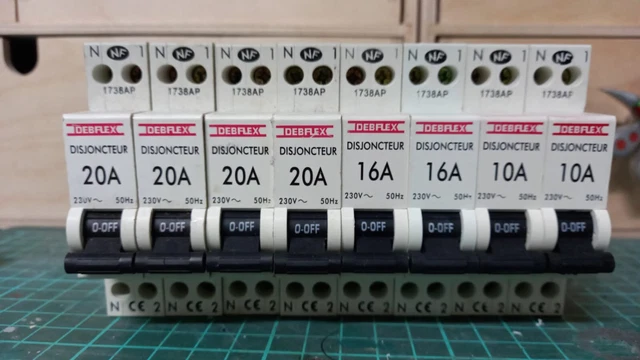 N NF 1 N NF 1 N NF 1 N NF 1 N NF 1 N NF 1 N NF 1 N NF 1
1738AP 1738AP 1738AP 1738AP 1738AP 1738AP 1738AP 1738AP
DEBFLEX DEBFLEX DEBFLEX DEBFLEX DEBFLEX DEBFLEX DEBFLEX DEBFLEX
DISJONCTEUR DISJONCTEUR DISJONCTEUR DISJONCTEUR DISJONCTEUR DISJONCTEUR DISJONCTEUR DISJONCTEUR
20A 20A 20A 20A 16A 16A 10A 10A
230V~ 50Hz 230V~ 50Hz 230V~ 50Hz 230V~ 50Hz 230V~ 50Hz 230V~ 50Hz 230V~ 50Hz 230V~ 50Hz
O-OFF O-OFF O-OFF O-OFF O-OFF O-OFF O-OFF O-OFF
N CE 2 N CE 2 N CE 2 N CE 2 N CE 2 N CE 2 N CE 2 N CE 2